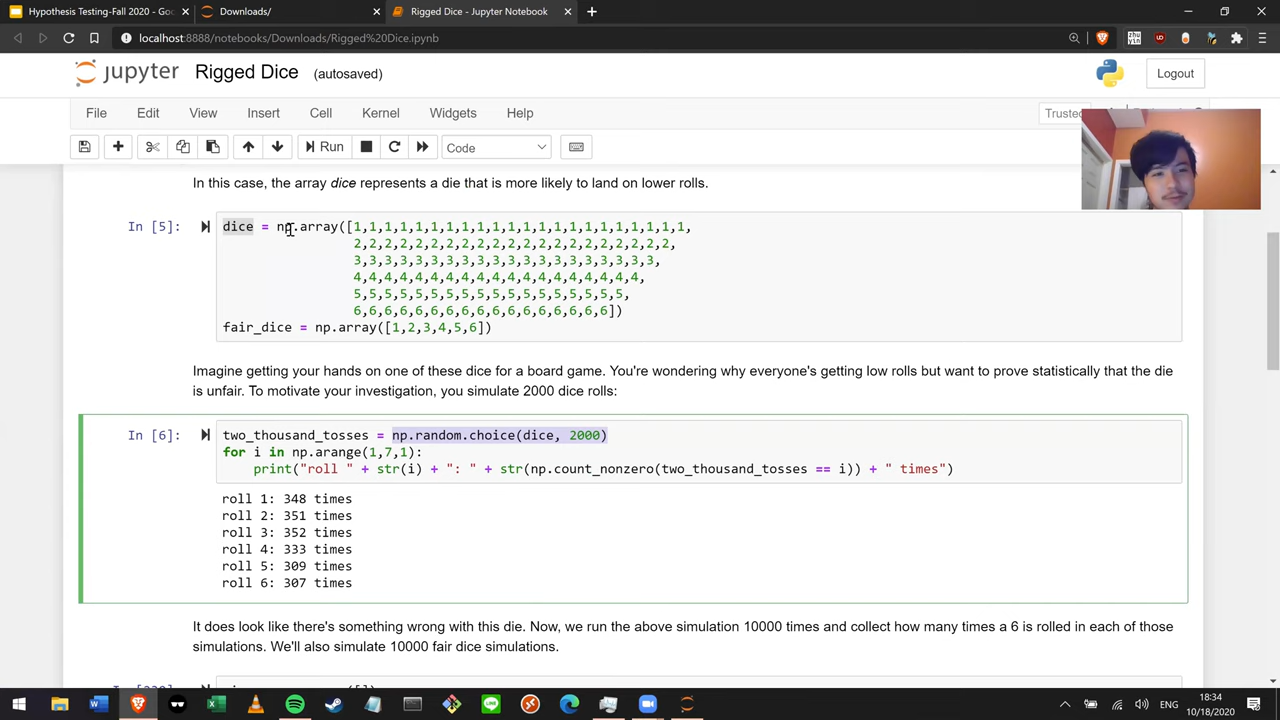 Hypothesis Testing-Fall 2020 - Goo
Downloads/
Rigged Dice - Jupyter Notebook
localhost:8888/notebooks/Downloads/Rigged%20Dice.ipynb
jupyter Rigged Dice (autosaved)
Logout
File Edit View Insert Cell Kernel Widgets Help
Trusted
Run
Code
In this case, the array dice represents a die that is more likely to land on lower rolls.
In [5]:
dice = np.array([1,1,1,1,1,1,1,1,1,1,1,1,1,1,1,1,1,1,1,1,1,1,
2,2,2,2,2,2,2,2,2,2,2,2,2,2,2,2,2,2,2,2,2,
3,3,3,3,3,3,3,3,3,3,3,3,3,3,3,3,3,3,3,3,
4,4,4,4,4,4,4,4,4,4,4,4,4,4,4,4,4,4,4,
5,5,5,5,5,5,5,5,5,5,5,5,5,5,5,5,5,5,
6,6,6,6,6,6,6,6,6,6,6,6,6,6,6,6,6])
fair_dice = np.array([1,2,3,4,5,6])
Imagine getting your hands on one of these dice for a board game. You're wondering why everyone's getting low rolls but want to prove statistically that the die
is unfair. To motivate your investigation, you simulate 2000 dice rolls:
In [6]:
two_thousand_tosses = np.random.choice(dice, 2000)
for i in np.arange(1,7,1):
print("roll " + str(i) + ": " + str(np.count_nonzero(two_thousand_tosses == i)) + " times")
roll 1: 348 times
roll 2: 351 times
roll 3: 352 times
roll 4: 333 times
roll 5: 309 times
roll 6: 307 times
It does look like there's something wrong with this die. Now, we run the above simulation 10000 times and collect how many times a 6 is rolled in each of those
simulations. We'll also simulate 10000 fair dice simulations.
ENG
18:34
10/18/2020